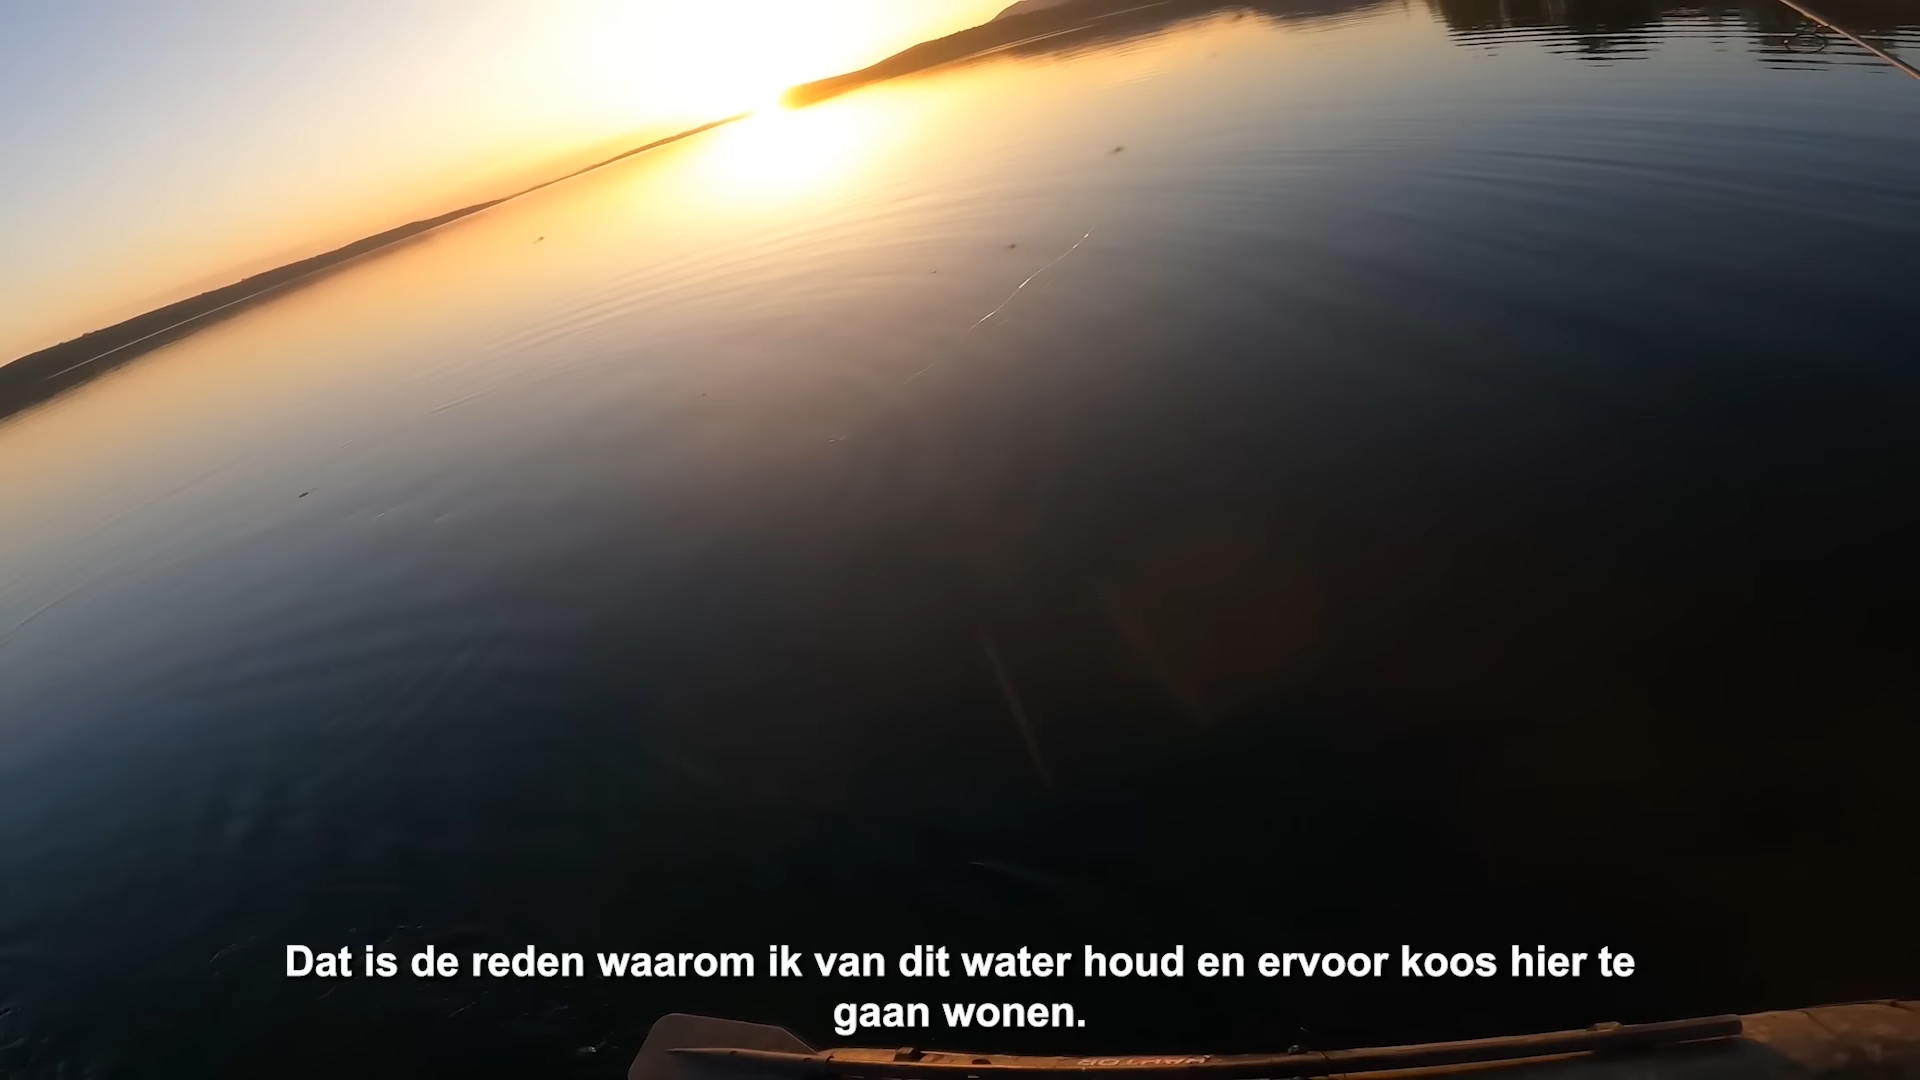 Dat is de reden waarom ik van dit water houd en ervoor koos hier te
gaan wonen.